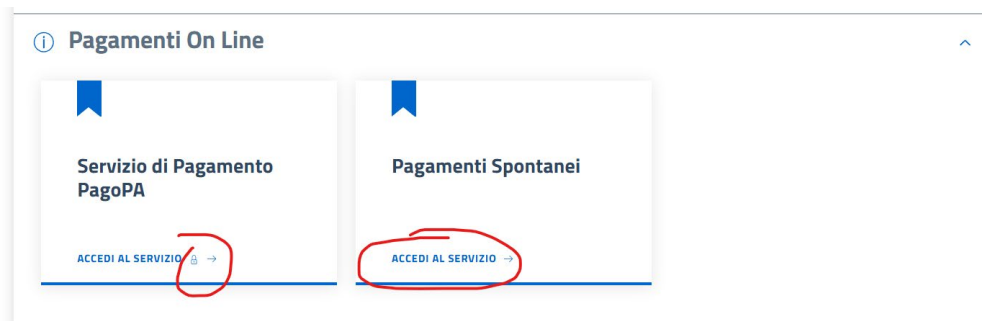 Pagamenti On Line
Servizio di Pagamento
PagoPA
ACCEDI AL SERVIZIO
Pagamenti Spontanei
ACCEDI AL SERVIZIO